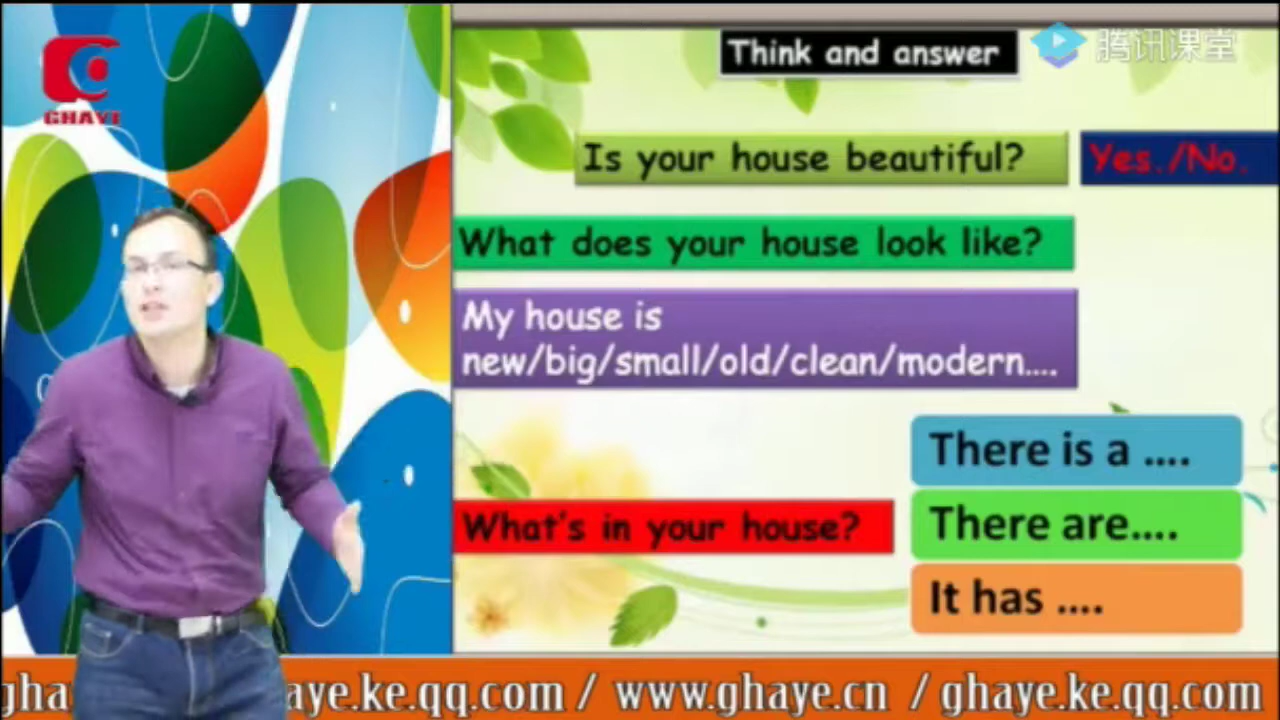 GHAYE
Think and answer
腾讯课堂
Is your house beautiful?
Yes./No.
What does your house look like?
My house is
new/big/small/old/clean/modern....
There is a ....
What's in your house?
There are....
It has ....
gha
aye.ke.qq.com / www.ghaye.cn / ghaye.ke.qq.com